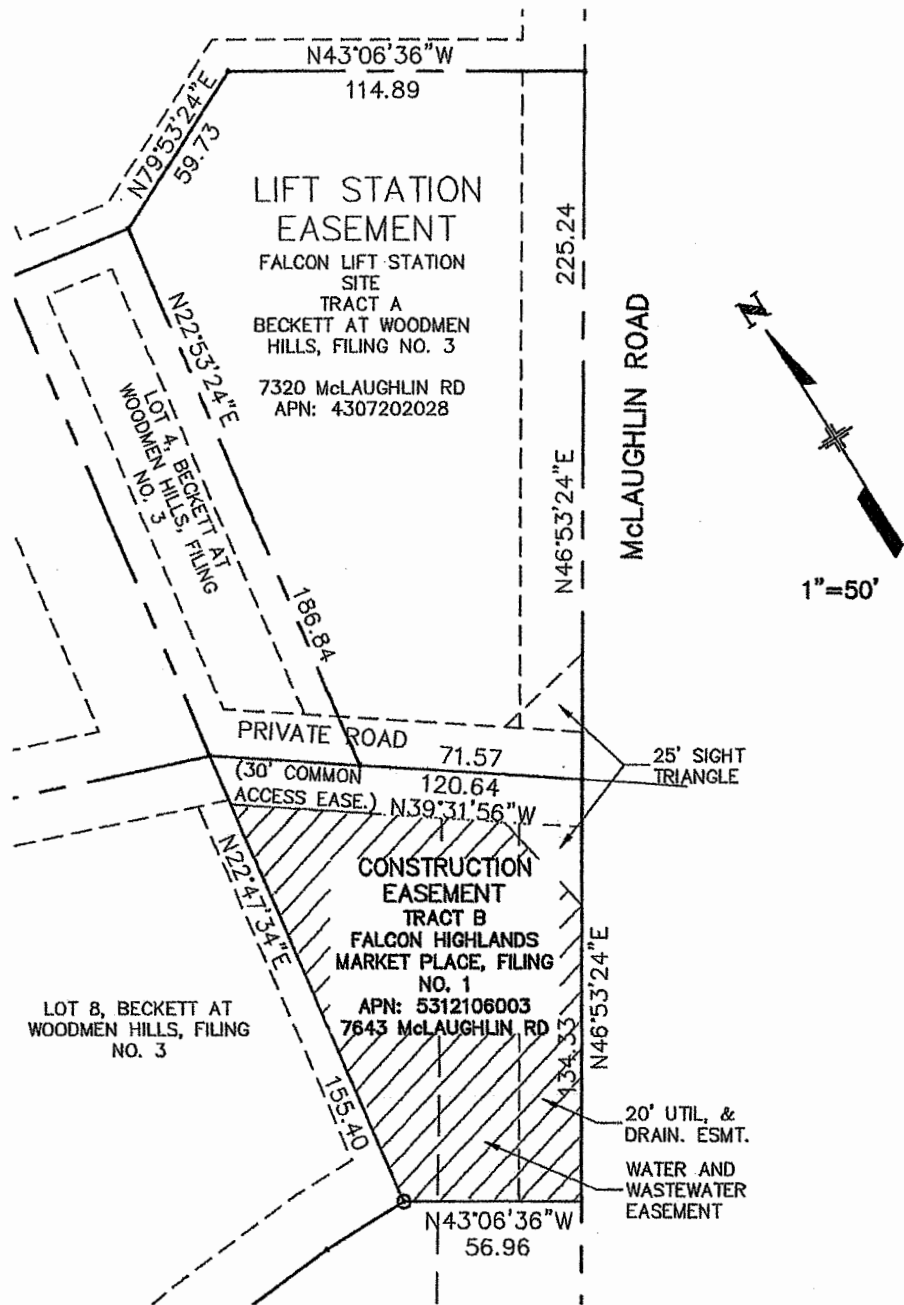 N43°06'36"W
114.89
N79°53'24"E
59.73
LIFT STATION
EASEMENT
FALCON LIFT STATION
SITE
TRACT A
BECKETT AT WOODMEN
HILLS, FILING NO. 3
7320 McLAUGHLIN RD
APN: 4307202028
225.24
N46°53'24"E
McLAUGHLIN ROAD
N
1"=50'
N22°53'24"E
186.84
LOT 4, BECKETT AT
WOODMEN HILLS, FILING
NO. 3
PRIVATE ROAD
71.57
(30' COMMON
120.64
ACCESS EASE.) N39°31'56"W
25' SIGHT
TRIANGLE
CONSTRUCTION
EASEMENT
TRACT B
FALCON HIGHLANDS
MARKET PLACE, FILING
NO. 1
APN: 5312106003
7643 McLAUGHLIN RD
N22°47'34"E
155.40
134.33
N46°53'24"E
LOT 8, BECKETT AT
WOODMEN HILLS, FILING
NO. 3
20' UTIL, &
DRAIN. ESMT.
WATER AND
WASTEWATER
EASEMENT
N43°06'36"W
56.96